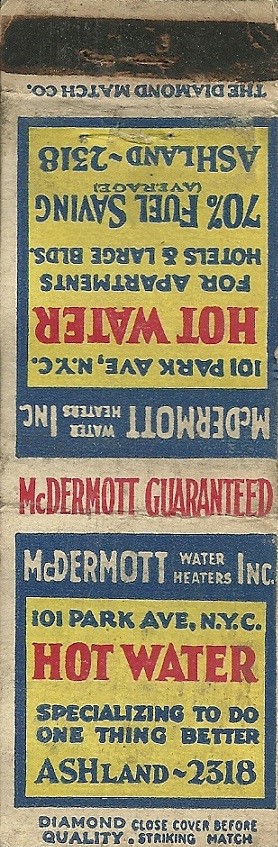 THE DIAMOND MATCH CO.
ASHLAND~2318
(AVERAGE)
70% FUEL SAVING
HOTELS & LARGE BLDS.
FOR APARTMENTS
HOT WATER
101 PARK AVE, N.Y.C.
MCDERMOTT WATER HEATERS INC
MCDERMOTT GUARANTEED
MCDERMOTT WATER HEATERS INC.
101 PARK AVE, N.Y.C.
HOT WATER
SPECIALIZING TO DO
ONE THING BETTER
ASHLAND~2318
DIAMOND QUALITY.
CLOSE COVER BEFORE STRIKING MATCH